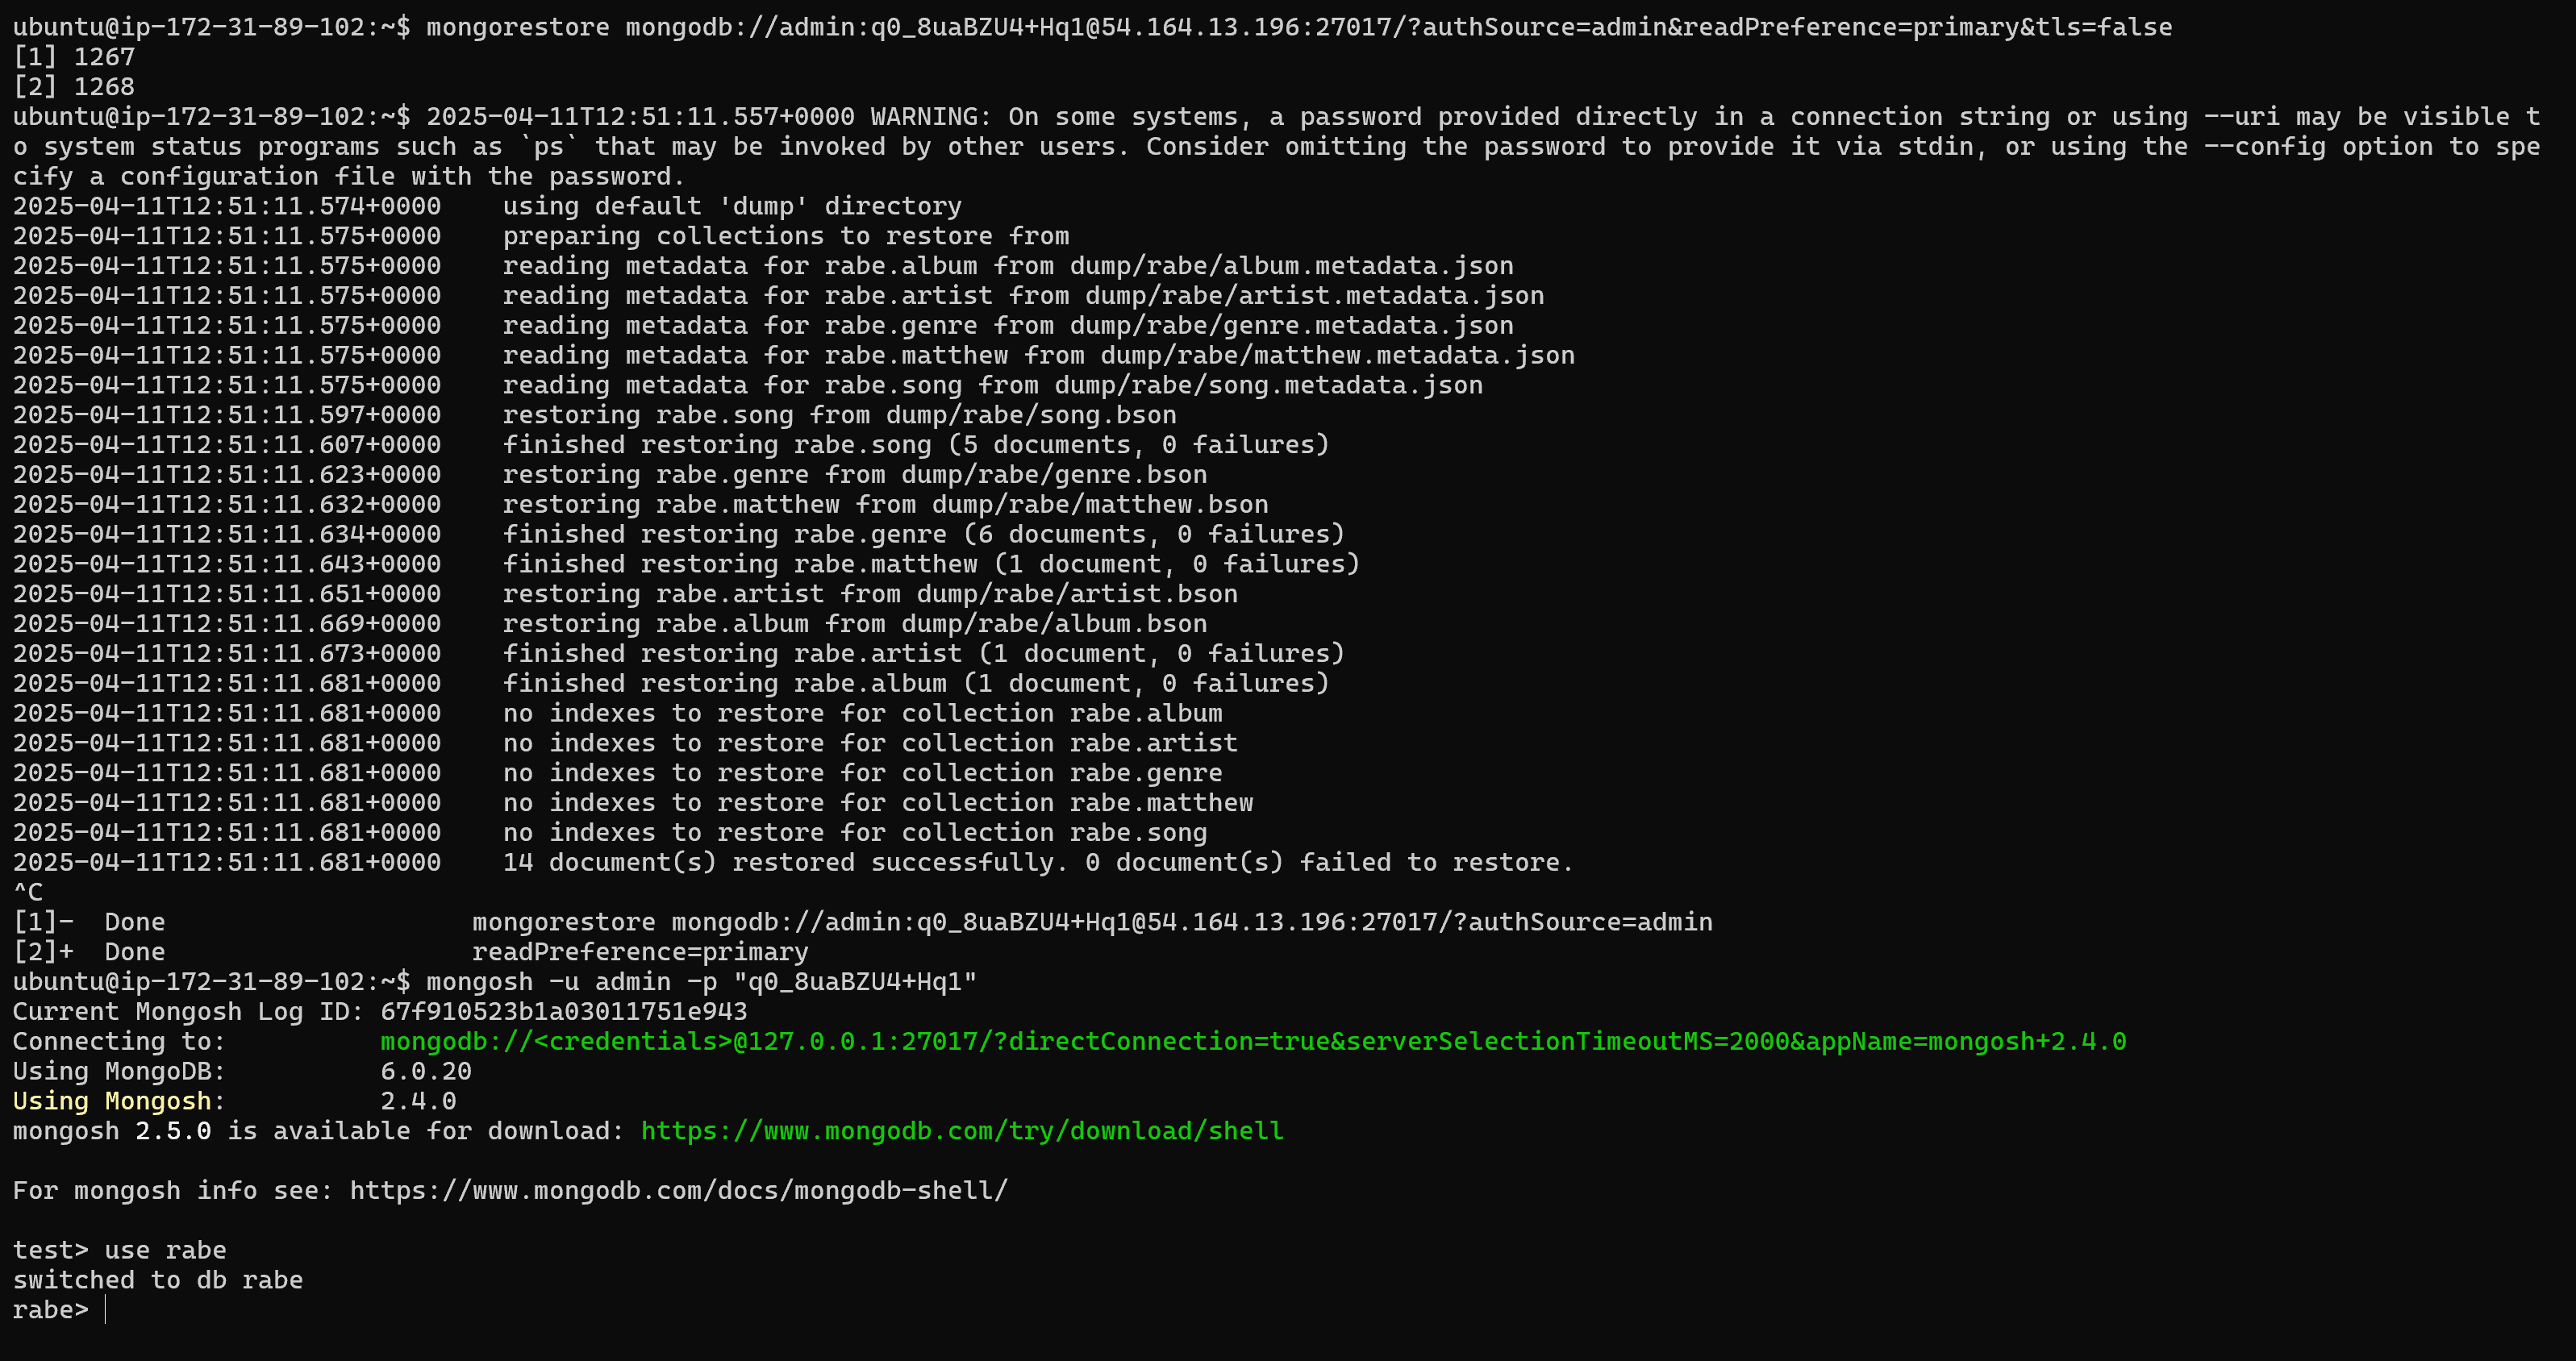 ubuntu@ip-172-31-89-102:~$ mongorestore mongodb://admin:q0_8uaBZU4+Hq1@54.164.13.196:27017/?authSource=admin&readPreference=primary&tls=false
[1] 1267
[2] 1268
ubuntu@ip-172-31-89-102:~$ 2025-04-11T12:51:11.557+0000 WARNING: On some systems, a password provided directly in a connection string or using --uri may be visible t
o system status programs such as `ps` that may be invoked by other users. Consider omitting the password to provide it via stdin, or using the --config option to spe
cify a configuration file with the password.
2025-04-11T12:51:11.574+0000    using default 'dump' directory
2025-04-11T12:51:11.575+0000    preparing collections to restore from
2025-04-11T12:51:11.575+0000    reading metadata for rabe.album from dump/rabe/album.metadata.json
2025-04-11T12:51:11.575+0000    reading metadata for rabe.artist from dump/rabe/artist.metadata.json
2025-04-11T12:51:11.575+0000    reading metadata for rabe.genre from dump/rabe/genre.metadata.json
2025-04-11T12:51:11.575+0000    reading metadata for rabe.matthew from dump/rabe/matthew.metadata.json
2025-04-11T12:51:11.575+0000    reading metadata for rabe.song from dump/rabe/song.metadata.json
2025-04-11T12:51:11.597+0000    restoring rabe.song from dump/rabe/song.bson
2025-04-11T12:51:11.607+0000    finished restoring rabe.song (5 documents, 0 failures)
2025-04-11T12:51:11.623+0000    restoring rabe.genre from dump/rabe/genre.bson
2025-04-11T12:51:11.632+0000    restoring rabe.matthew from dump/rabe/matthew.bson
2025-04-11T12:51:11.634+0000    finished restoring rabe.genre (6 documents, 0 failures)
2025-04-11T12:51:11.643+0000    finished restoring rabe.matthew (1 document, 0 failures)
2025-04-11T12:51:11.651+0000    restoring rabe.artist from dump/rabe/artist.bson
2025-04-11T12:51:11.669+0000    restoring rabe.album from dump/rabe/album.bson
2025-04-11T12:51:11.673+0000    finished restoring rabe.artist (1 document, 0 failures)
2025-04-11T12:51:11.681+0000    finished restoring rabe.album (1 document, 0 failures)
2025-04-11T12:51:11.681+0000    no indexes to restore for collection rabe.album
2025-04-11T12:51:11.681+0000    no indexes to restore for collection rabe.artist
2025-04-11T12:51:11.681+0000    no indexes to restore for collection rabe.genre
2025-04-11T12:51:11.681+0000    no indexes to restore for collection rabe.matthew
2025-04-11T12:51:11.681+0000    no indexes to restore for collection rabe.song
2025-04-11T12:51:11.681+0000    14 document(s) restored successfully. 0 document(s) failed to restore.
^C
[1]-  Done                    mongorestore mongodb://admin:q0_8uaBZU4+Hq1@54.164.13.196:27017/?authSource=admin
[2]+  Done                    readPreference=primary
ubuntu@ip-172-31-89-102:~$ mongosh -u admin -p "q0_8uaBZU4+Hq1"
Current Mongosh Log ID: 67f910523b1a03011751e943
Connecting to:          mongodb://<credentials>@127.0.0.1:27017/?directConnection=true&serverSelectionTimeoutMS=2000&appName=mongosh+2.4.0
Using MongoDB:          6.0.20
Using Mongosh:          2.4.0
mongosh 2.5.0 is available for download: https://www.mongodb.com/try/download/shell
For mongosh info see: https://www.mongodb.com/docs/mongodb-shell/
test> use rabe
switched to db rabe
rabe>